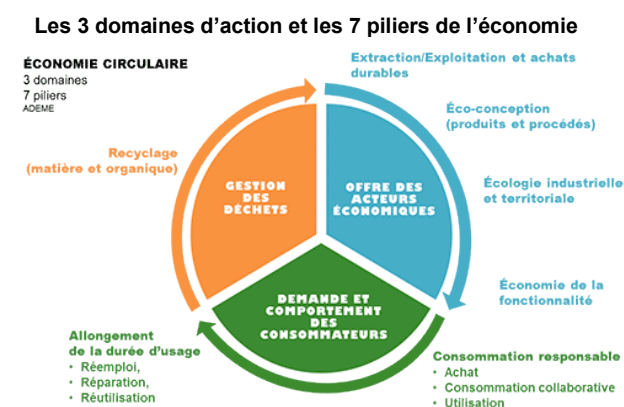 Les 3 domaines d’action et les 7 piliers de l’économie
ÉCONOMIE CIRCULAIRE
3 domaines
7 piliers
ADEME
Extraction/Exploitation et achats
durables
Éco-conception
(produits et procédés)
Écologie industrielle
et territoriale
Économie de la
fonctionnalité
Recyclage
(matière et organique)
GESTION
DES
DÉCHETS
OFFRE DES
ACTEURS
ÉCONOMIQUES
DEMANDE ET
COMPORTEMENT
DES
CONSOMMATEURS
Allongement
de la durée d’usage
• Réemploi,
• Réparation,
• Réutilisation
Consommation responsable
• Achat
• Consommation collaborative
• Utilisation